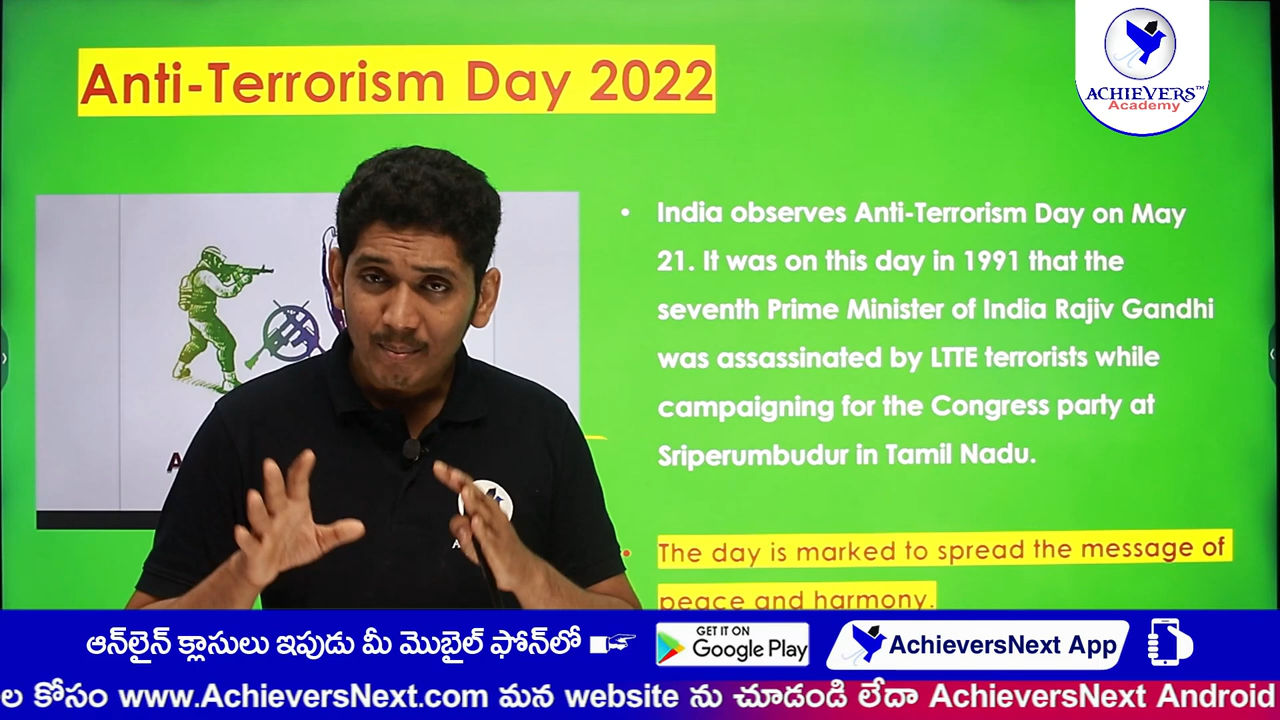 Anti-Terrorism Day 2022
ACHIEVERS™
Academy
• India observes Anti-Terrorism Day on May
21. It was on this day in 1991 that the
seventh Prime Minister of India Rajiv Gandhi
was assassinated by LTTE terrorists while
campaigning for the Congress party at
Sriperumbudur in Tamil Nadu.
• The day is marked to spread the message of
peace and harmony.
ఆన్‌లైన్ క్లాసులు ఇపుడు మీ మొబైల్ ఫోన్‌లో
GET IT ON
Google Play
AchieversNext App
ల కోసం www.AchieversNext.com మన website ను చూడండి లేదా AchieversNext Android